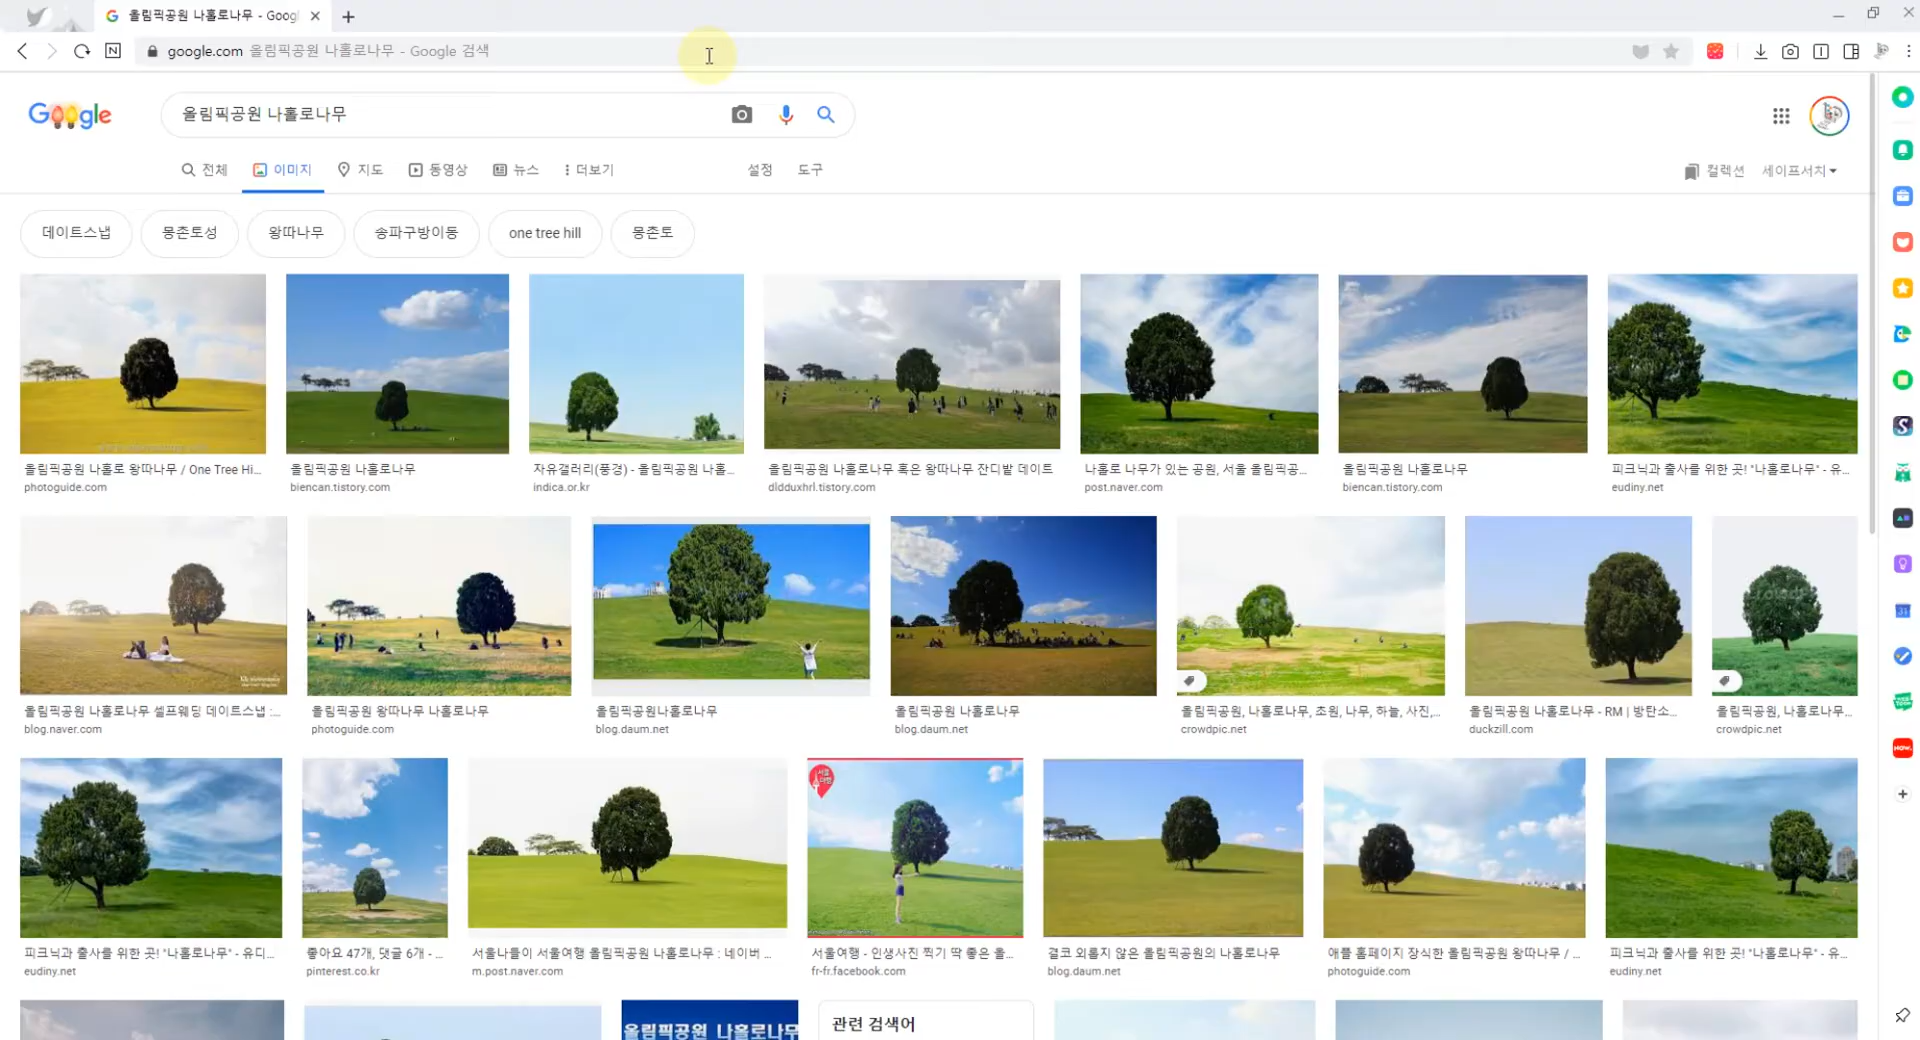 올림픽공원 나홀로나무 - Goog
google.com 올림픽공원 나홀로나무 - Google 검색
Google
올림픽공원 나홀로나무
전체 이미지 지도 동영상 뉴스 더보기 설정 도구 컬렉션 세이프서치
데이트스냅 몽촌토성 왕따나무 송파구방이동 one tree hill 몽촌토
올림픽공원 나홀로 왕따나무 / One Tree Hi...
photoguide.com
올림픽공원 나홀로나무
biencan.tistory.com
자유갤러리(풍경) - 올림픽공원 나홀...
indica.or.kr
올림픽공원 나홀로나무 혹은 왕따나무 잔디밭 데이트
dldduxhrl.tistory.com
나홀로 나무가 있는 공원, 서울 올림픽공...
post.naver.com
올림픽공원 나홀로나무
biencan.tistory.com
피크닉과 출사를 위한 곳! "나홀로나무" - 유...
eudiny.net
올림픽공원 나홀로나무 셀프웨딩 데이트스냅 :...
blog.naver.com
올림픽공원 왕따나무 나홀로나무
photoguide.com
올림픽공원나홀로나무
blog.daum.net
올림픽공원 나홀로나무
blog.daum.net
올림픽공원, 나홀로나무, 초원, 나무, 하늘, 사진,...
crowdpic.net
올림픽공원 나홀로나무 - RM | 방탄소...
duckzill.com
올림픽공원, 나홀로나무...
crowdpic.net
피크닉과 출사를 위한 곳! "나홀로나무" - 유디...
eudiny.net
좋아요 47개, 댓글 6개 - ...
pinterest.co.kr
서울나들이 서울여행 올림픽공원 나홀로나무 : 네이버 ...
m.post.naver.com
서울여행 - 인생사진 찍기 딱 좋은 올...
fr-fr.facebook.com
결코 외롭지 않은 올림픽공원의 나홀로나무
blog.daum.net
애플 홈페이지 장식한 올림픽공원 왕따나무 / ...
photoguide.com
피크닉과 출사를 위한 곳! "나홀로나무" - 유...
eudiny.net
올림픽공원 나홀로나무
관련 검색어